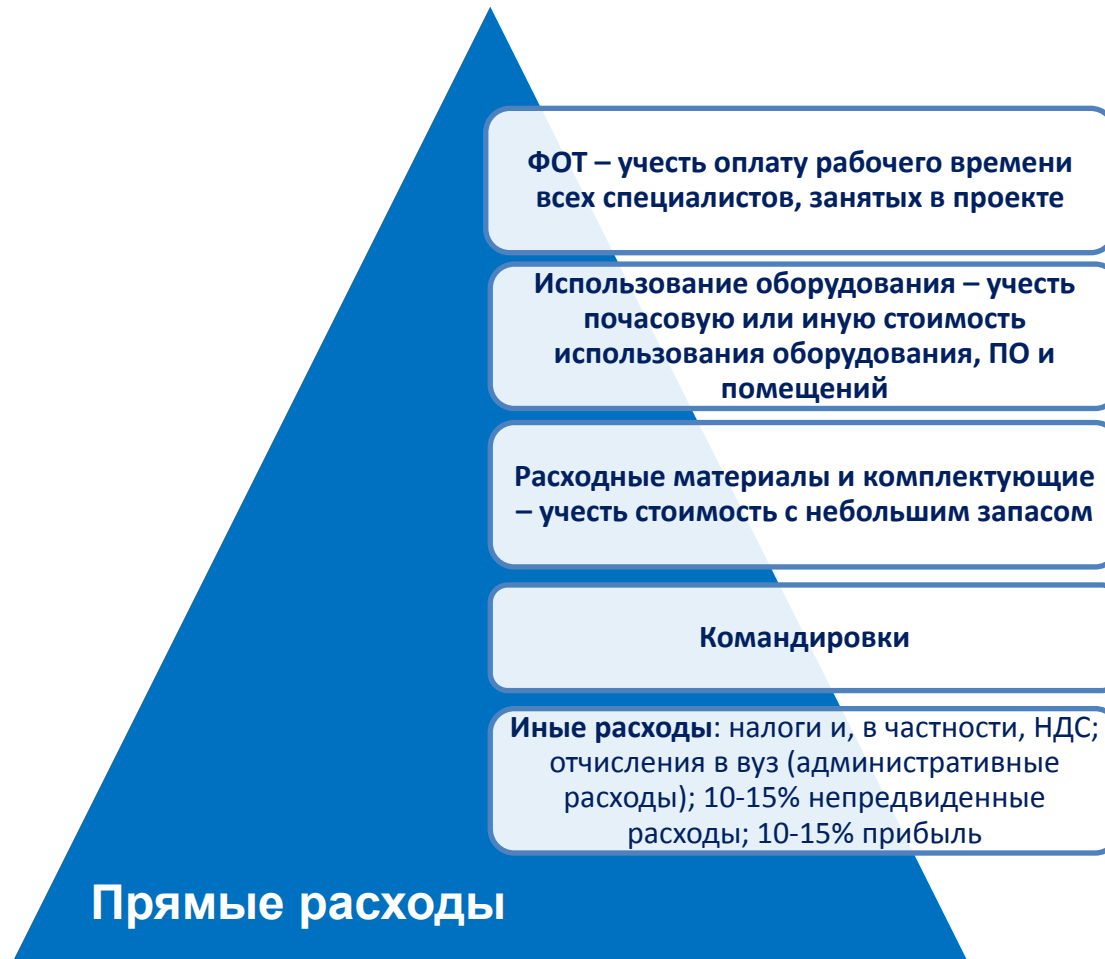 ФОТ – учесть оплату рабочего времени
всех специалистов, занятых в проекте
Использование оборудования – учесть
почасовую или иную стоимость
использования оборудования, ПО и
помещений
Расходные материалы и комплектующие
– учесть стоимость с небольшим запасом
Командировки
Иные расходы: налоги и, в частности, НДС;
отчисления в вуз (административные
расходы); 10-15% непредвиденные
расходы; 10-15% прибыль
Прямые расходы